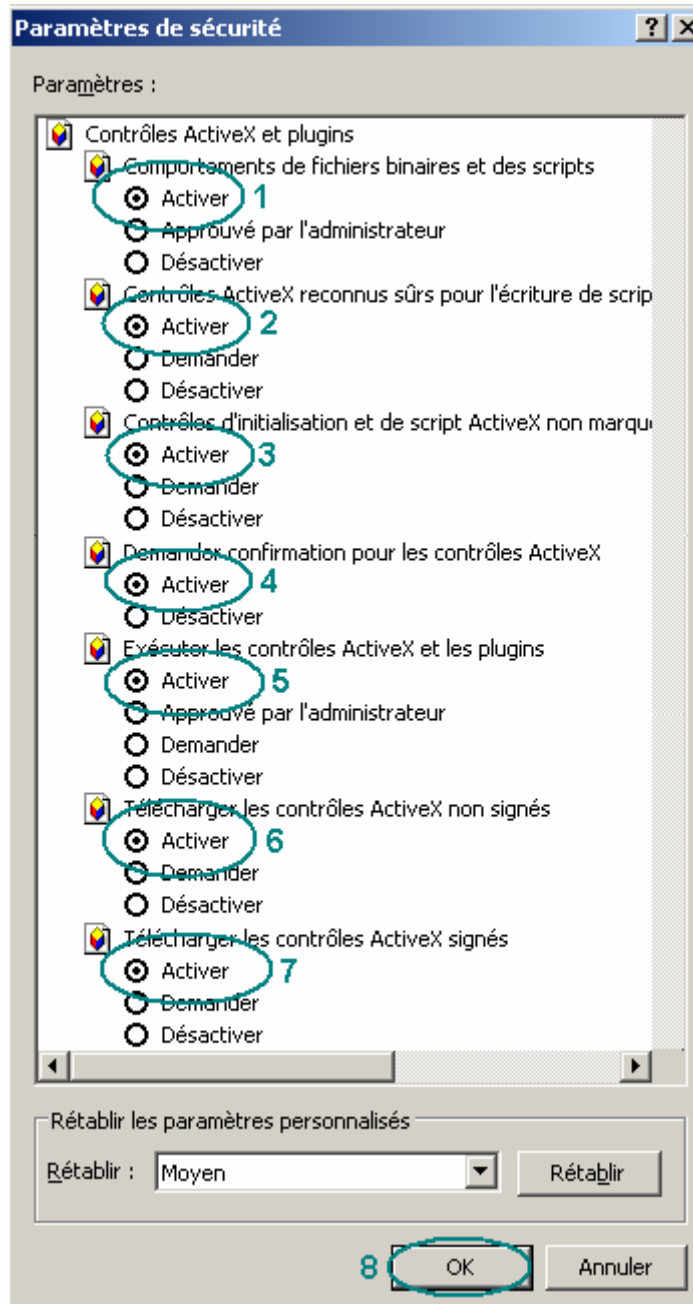 Paramètres de sécurité
Paramètres :
Contrôles ActiveX et plugins
Comportements de fichiers binaires et des scripts
Activer 1
Approuvé par l'administrateur
Désactiver
Contrôles ActiveX reconnus sûrs pour l'écriture de scrip
Activer 2
Demander
Désactiver
Contrôles d'initialisation et de script ActiveX non marqu
Activer 3
Demander
Désactiver
Demander confirmation pour les contrôles ActiveX
Activer 4
Désactiver
Exécuter les contrôles ActiveX et les plugins
Activer 5
Approuvé par l'administrateur
Demander
Désactiver
Télécharger les contrôles ActiveX non signés
Activer 6
Demander
Désactiver
Télécharger les contrôles ActiveX signés
Activer 7
Demander
Désactiver
Rétablir les paramètres personnalisés
Rétablir : Moyen Rétablir
8 OK Annuler